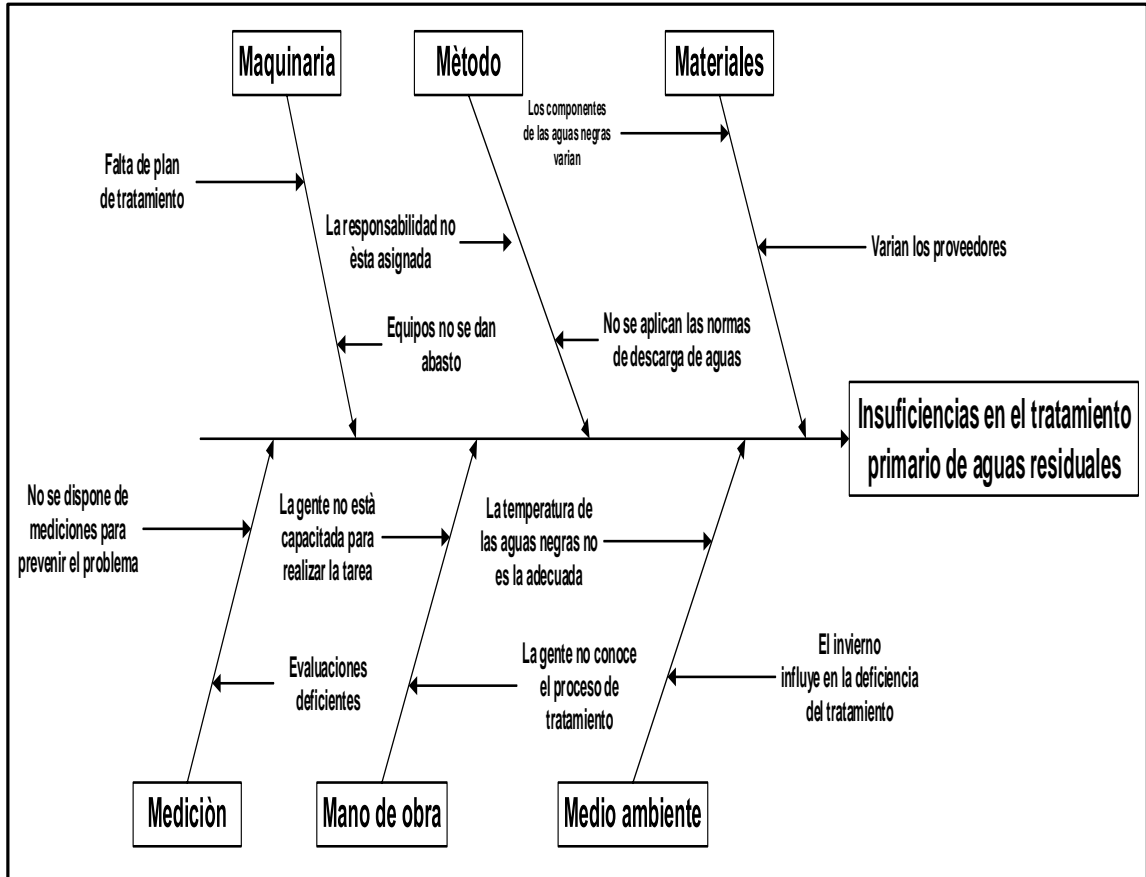 Maquinaria
Mètodo
Materiales
Los componentes
de las aguas negras
varian
Falta de plan
de tratamiento
La responsabilidad no
èsta asignada
Varian los proveedores
Equipos no se dan
abasto
No se aplican las normas
de descarga de aguas
Insuficiencias en el tratamiento
primario de aguas residuales
No se dispone de
mediciones para
prevenir el problema
La gente no està
capacitada para
realizar la tarea
La temperatura de
las aguas negras no
es la adecuada
Evaluaciones
deficientes
La gente no conoce
el proceso de
tratamiento
El invierno
influye en la deficiencia
del tratamiento
Mediciòn
Mano de obra
Medio ambiente